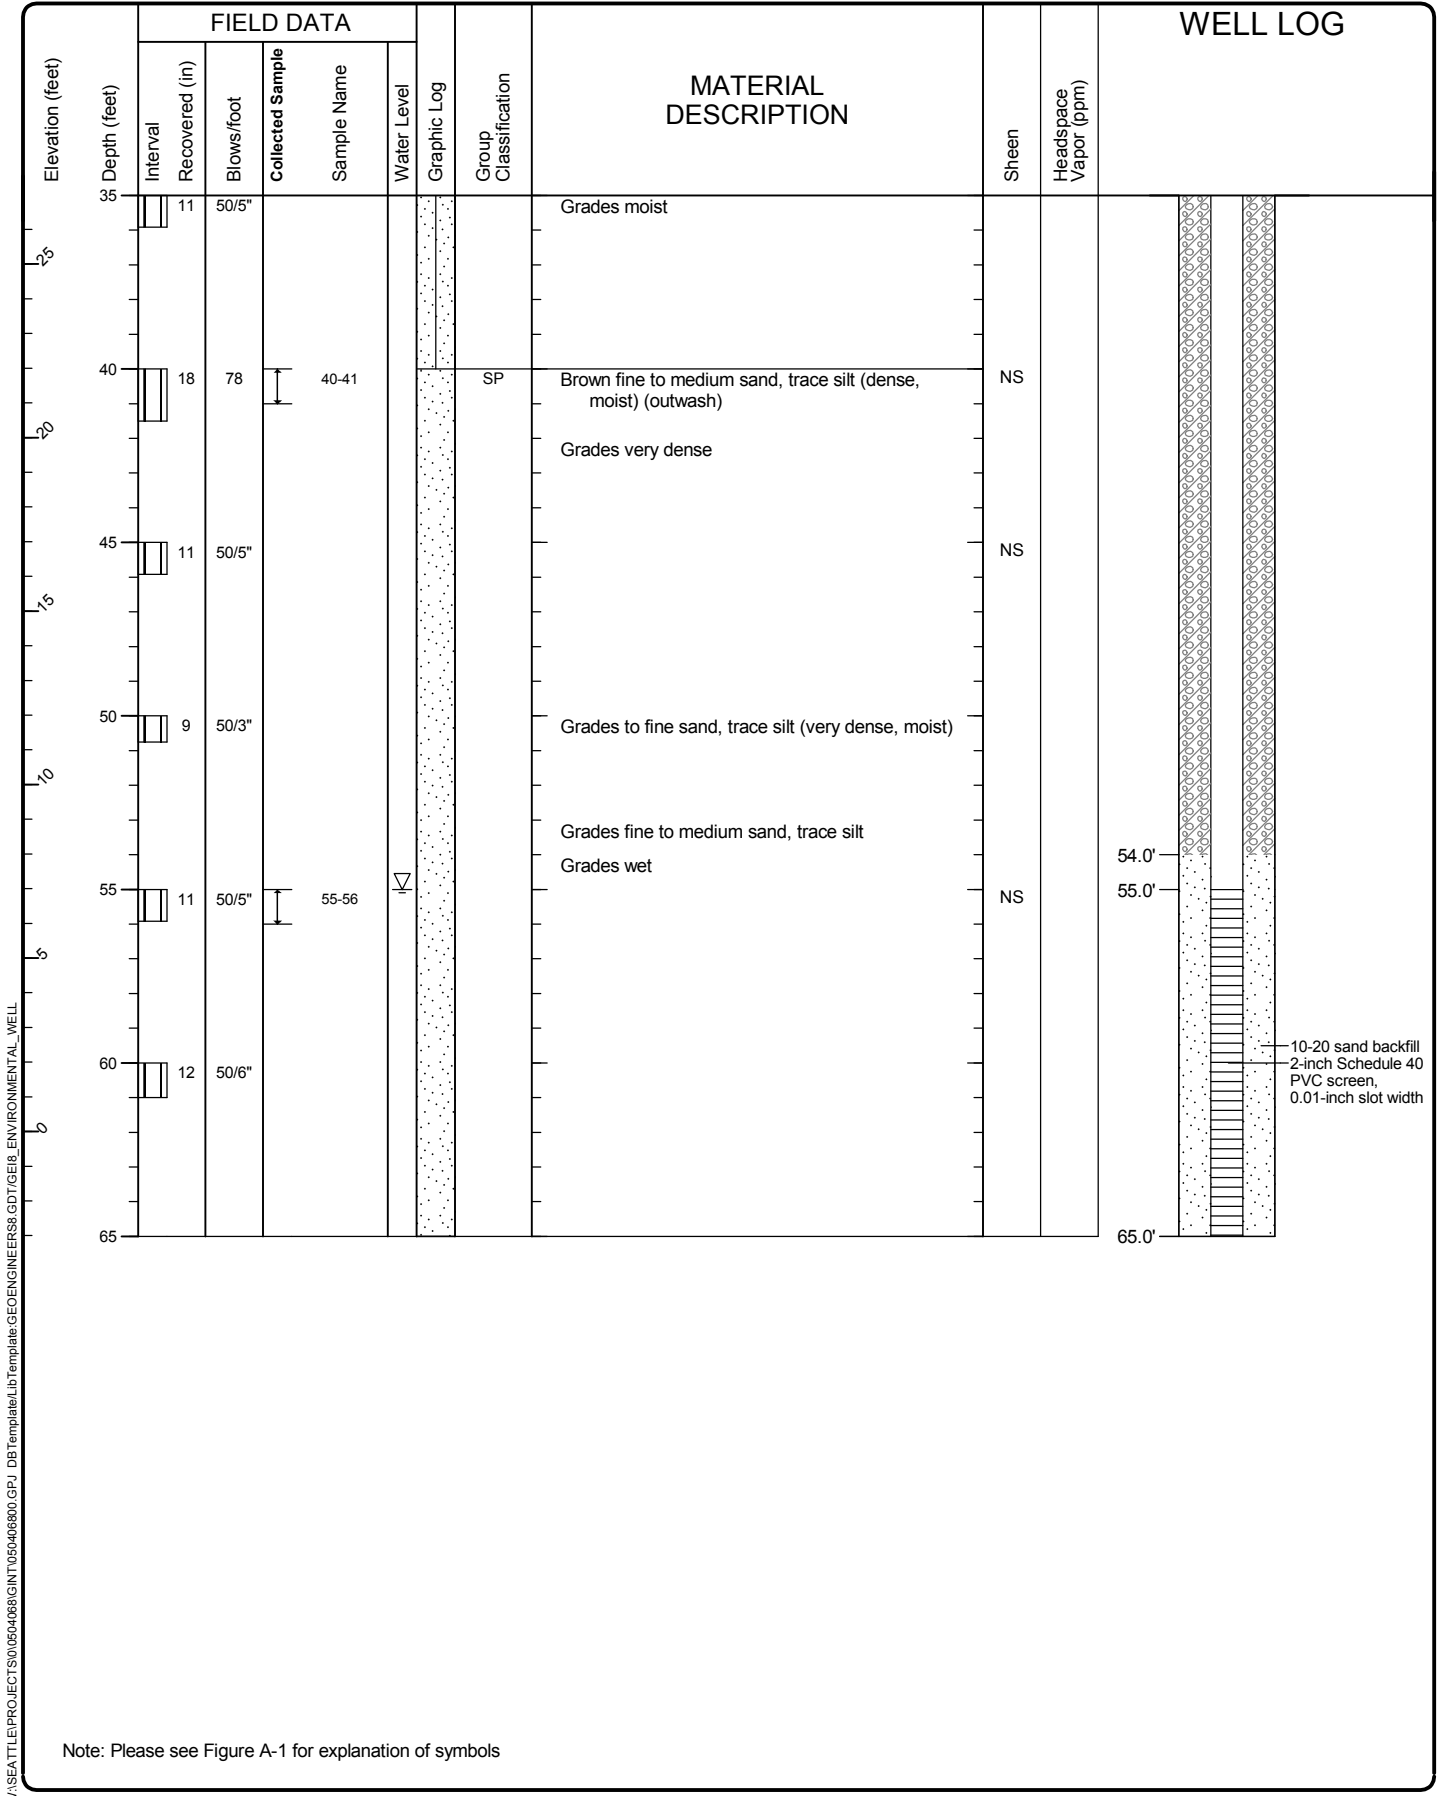 FIELD DATA
WELL LOG
Elevation (feet)
Depth (feet)
Interval
Recovered (in)
Blows/foot
Collected Sample
Sample Name
Water Level
Graphic Log
Group
Classification
MATERIAL
DESCRIPTION
Sheen
Headspace
Vapor (ppm)
35
11
50/5"
Grades moist
25
40
18
78
40-41
SP
Brown fine to medium sand, trace silt (dense,
moist) (outwash)
NS
20
Grades very dense
45
11
50/5"
NS
15
50
9
50/3"
Grades to fine sand, trace silt (very dense, moist)
10
Grades fine to medium sand, trace silt
54.0'
Grades wet
55
11
50/5"
55-56
NS
55.0'
5
10-20 sand backfill
60
12
50/6"
2-inch Schedule 40
PVC screen,
0.01-inch slot width
0
65
65.0'
Note: Please see Figure A-1 for explanation of symbols
V:\SEATTLE\PROJECTS\0\0504068\GINT\050406800.GPJ DBTemplate/LibTemplate:GEOENGINEERS8.GDT/GEI8_ENVIRONMENTAL_WELL